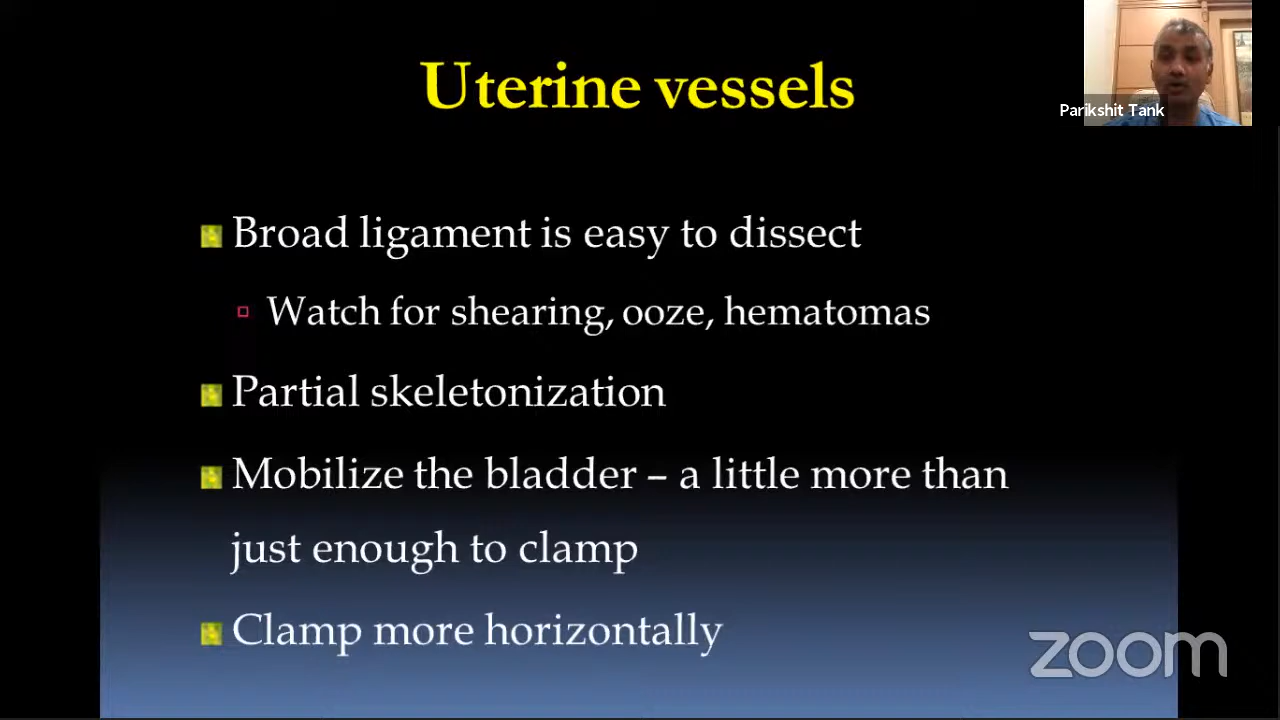 Uterine vessels
Parikshit Tank
Broad ligament is easy to dissect
Watch for shearing, ooze, hematomas
Partial skeletonization
Mobilize the bladder – a little more than
just enough to clamp
Clamp more horizontally
zoom